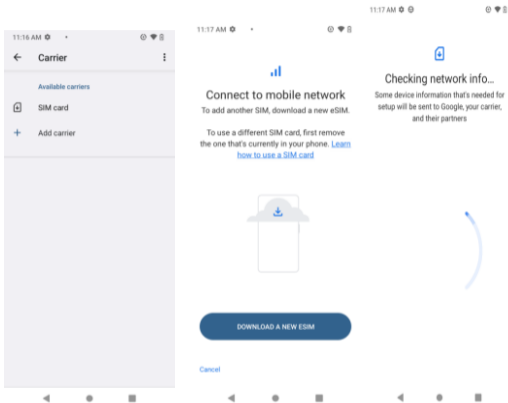 11:16 AM
Carrier
Available carriers
SIM card
Add carrier
11:17 AM
Connect to mobile network
To add another SIM, download a new eSIM.
To use a different SIM card, first remove
the one that's currently in your phone. Learn
how to use a SIM card
DOWNLOAD A NEW ESIM
Cancel
11:17 AM
Checking network info...
Some device information that's needed for
setup will be sent to Google, your carrier,
and their partners